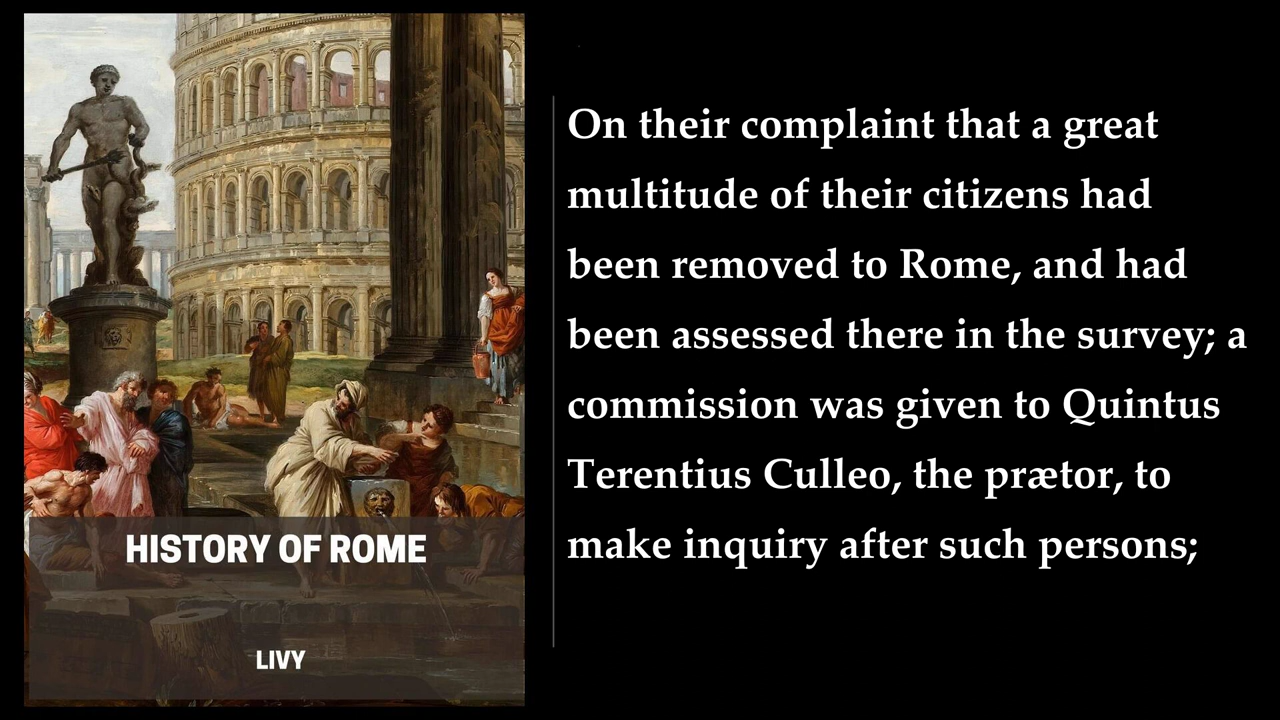 HISTORY OF ROME
LIVY
On their complaint that a great
multitude of their citizens had
been removed to Rome, and had
been assessed there in the survey; a
commission was given to Quintus
Terentius Culleo, the prætor, to
make inquiry after such persons;